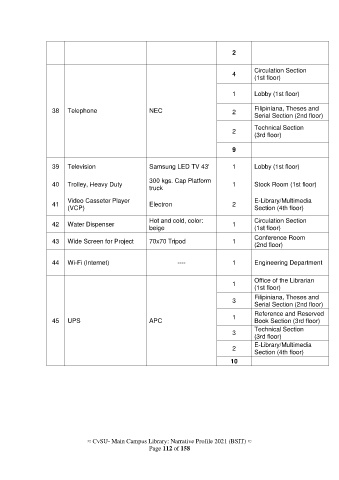 2
4 Circulation Section
(1st floor)
1 Lobby (1st floor)
38 Telephone NEC 2 Filipiniana, Theses and
Serial Section (2nd floor)
2 Technical Section
(3rd floor)
9
39 Television Samsung LED TV 43' 1 Lobby (1st floor)
40 Trolley, Heavy Duty 300 kgs. Cap Platform
truck 1 Stock Room (1st floor)
41 Video Cassster Player
(VCP) Electron 2 E-Library/Multimedia
Section (4th floor)
42 Water Dispenser Hot and cold, color:
beige 1 Circulation Section
(1st floor)
43 Wide Screen for Project 70x70 Tripod 1 Conference Room
(2nd floor)
44 Wi-Fi (Internet) ---- 1 Engineering Department
1 Office of the Librarian
(1st floor)
3 Filipiniana, Theses and
Serial Section (2nd floor)
45 UPS APC 1 Reference and Reserved
Book Section (3rd floor)
3 Technical Section
(3rd floor)
2 E-Library/Multimedia
Section (4th floor)
10
≈ CvSU- Main Campus Library: Narrative Profile 2021 (BSIT) ≈
Page 112 of 158